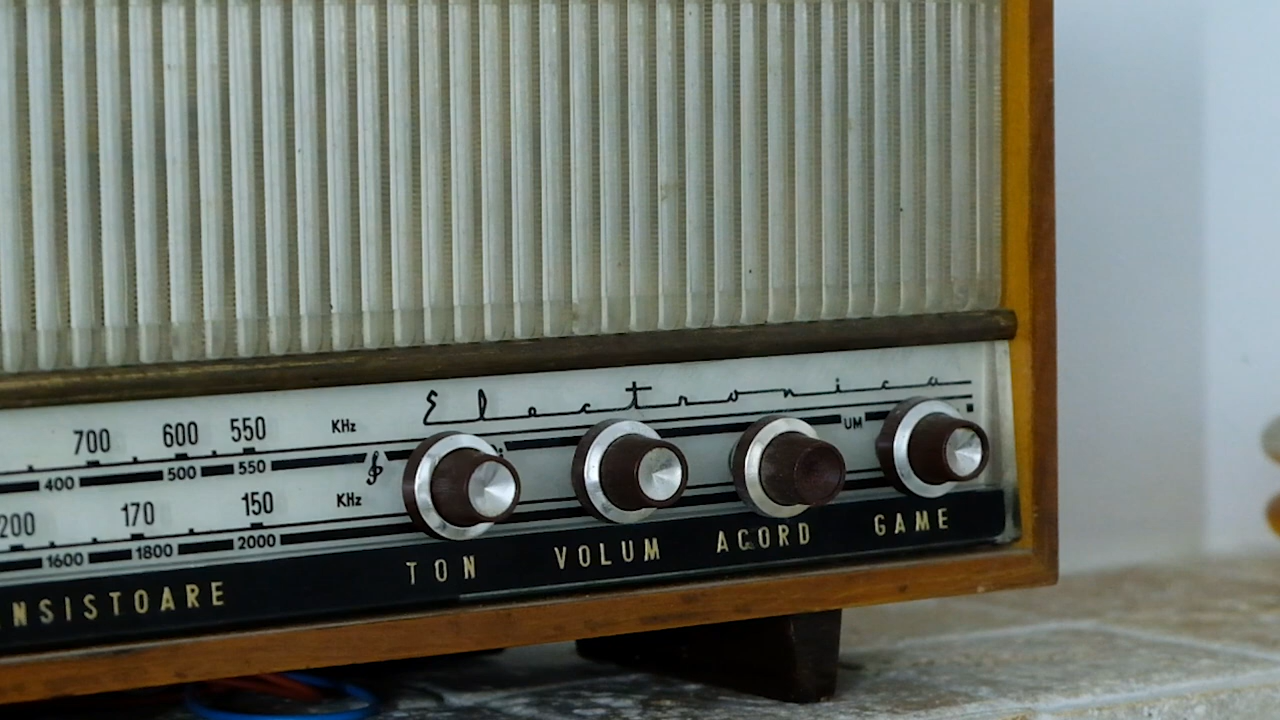 Electronica
700 600 550 KHz
UM
400 500 550
200 170 150 KHz
1600 1800 2000
NSISTOARE TON VOLUM ACORD GAME